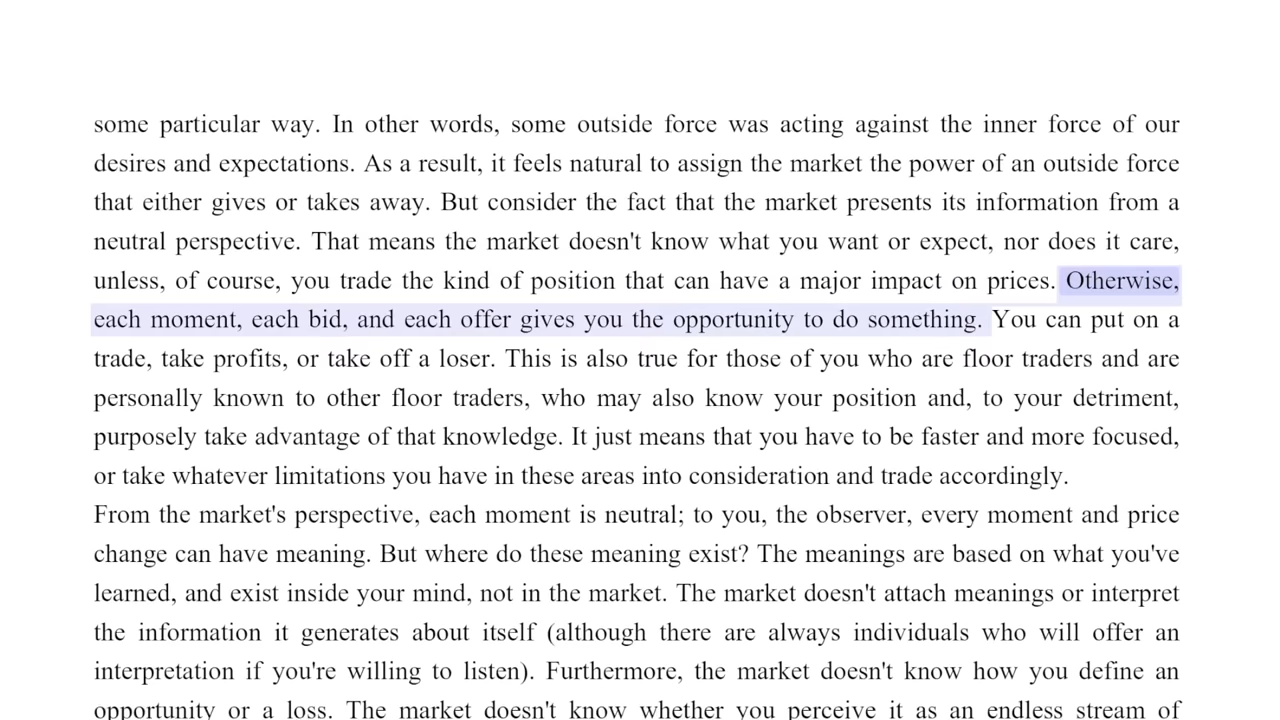 some particular way. In other words, some outside force was acting against the inner force of our
desires and expectations. As a result, it feels natural to assign the market the power of an outside force
that either gives or takes away. But consider the fact that the market presents its information from a
neutral perspective. That means the market doesn't know what you want or expect, nor does it care,
unless, of course, you trade the kind of position that can have a major impact on prices. Otherwise,
each moment, each bid, and each offer gives you the opportunity to do something. You can put on a
trade, take profits, or take off a loser. This is also true for those of you who are floor traders and are
personally known to other floor traders, who may also know your position and, to your detriment,
purposely take advantage of that knowledge. It just means that you have to be faster and more focused,
or take whatever limitations you have in these areas into consideration and trade accordingly.
From the market's perspective, each moment is neutral; to you, the observer, every moment and price
change can have meaning. But where do these meaning exist? The meanings are based on what you've
learned, and exist inside your mind, not in the market. The market doesn't attach meanings or interpret
the information it generates about itself (although there are always individuals who will offer an
interpretation if you're willing to listen). Furthermore, the market doesn't know how you define an
opportunity or a loss. The market doesn't know whether you perceive it as an endless stream of